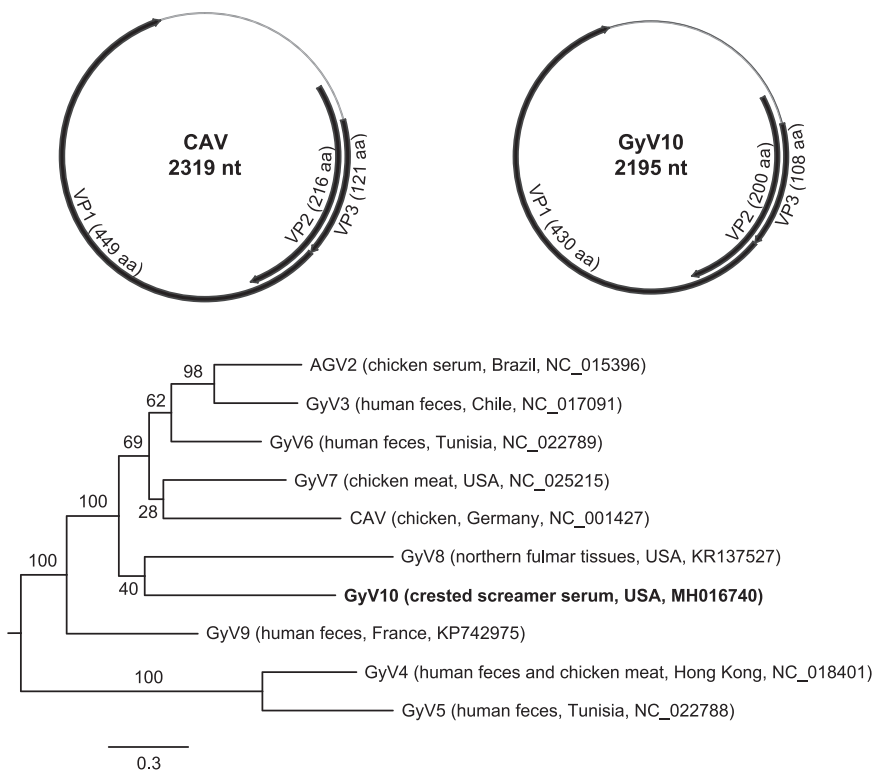 CAV
2319 nt
VP1 (449 aa)
VP2 (216 aa)
VP3 (121 aa)
GyV10
2195 nt
VP1 (430 aa)
VP2 (200 aa)
VP3 (108 aa)
98
AGV2 (chicken serum, Brazil, NC_015396)
62
GyV3 (human feces, Chile, NC_017091)
69
GyV6 (human feces, Tunisia, NC_022789)
GyV7 (chicken meat, USA, NC_025215)
100
28
CAV (chicken, Germany, NC_001427)
100
GyV8 (northern fulmar tissues, USA, KR137527)
40
GyV10 (crested screamer serum, USA, MH016740)
GyV9 (human feces, France, KP742975)
100
GyV4 (human feces and chicken meat, Hong Kong, NC_018401)
GyV5 (human feces, Tunisia, NC_022788)
0.3